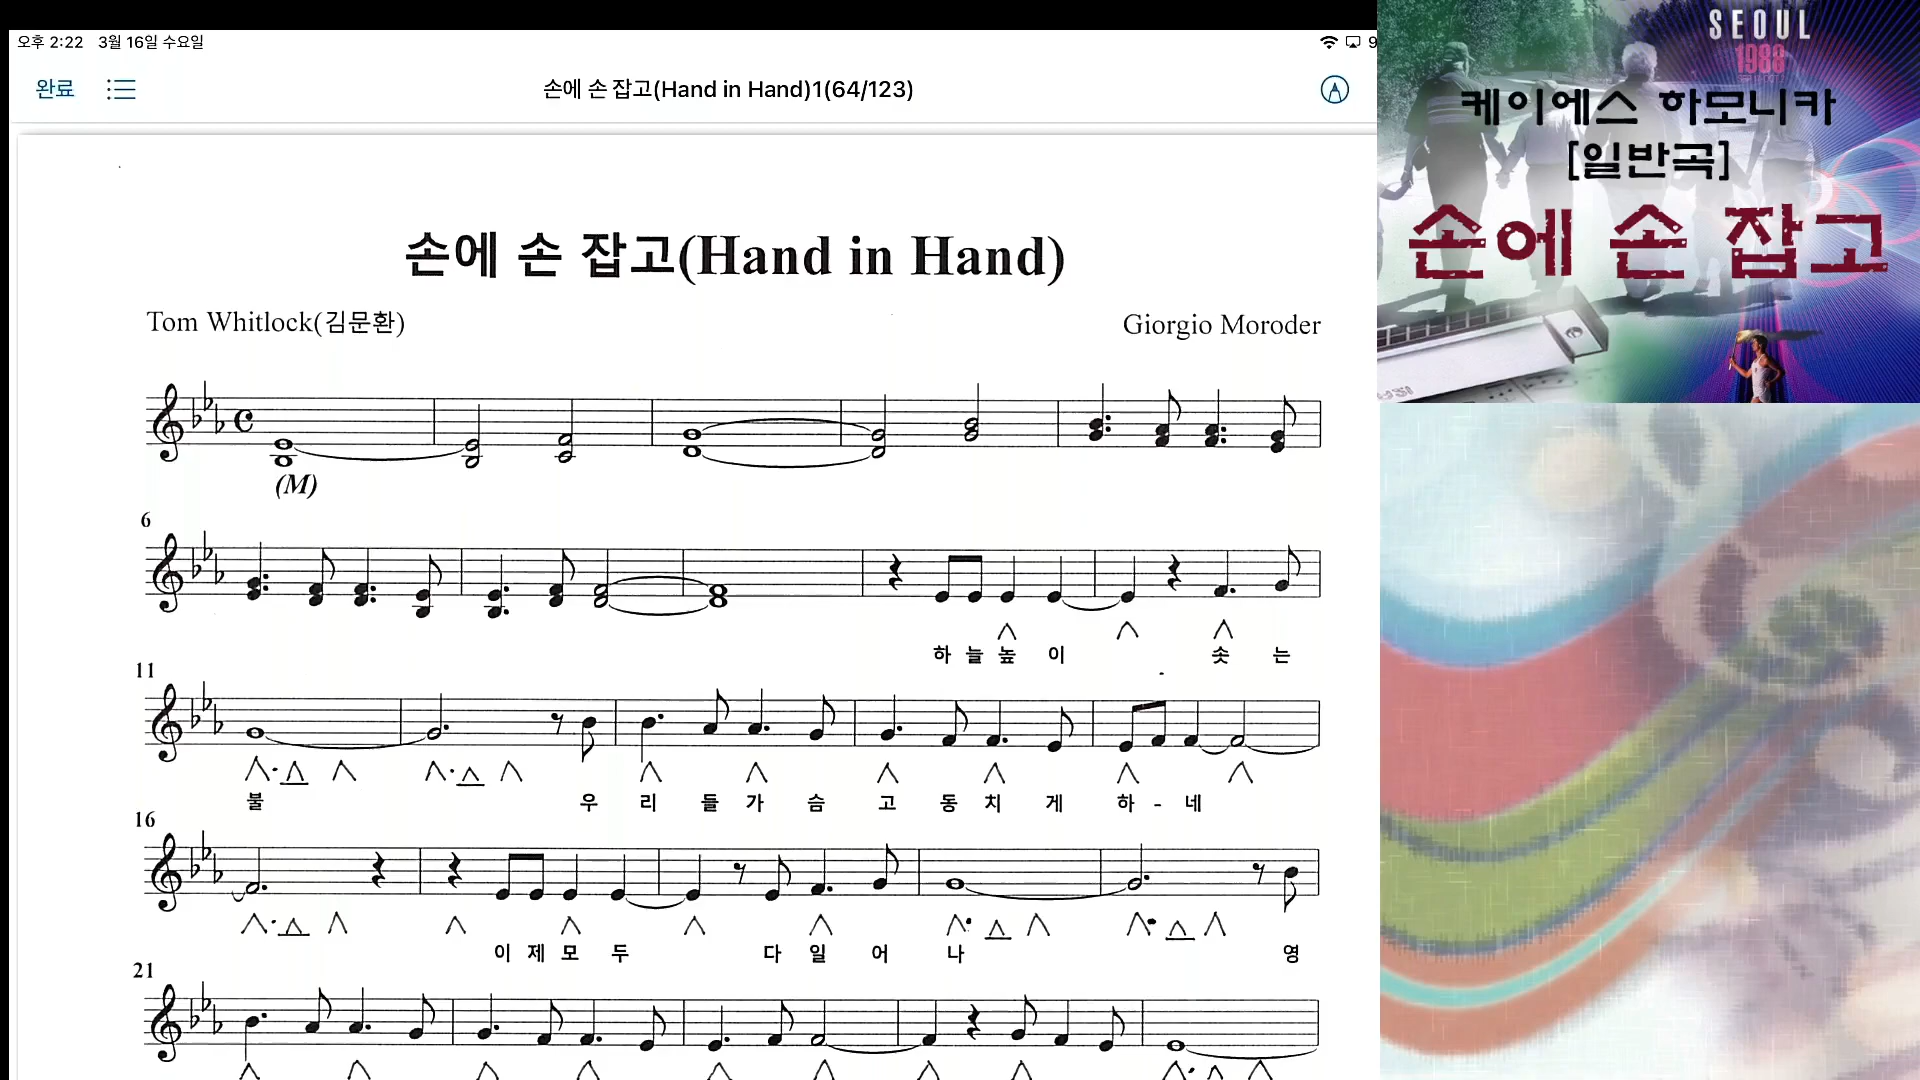 오후 2:22 3월 16일 수요일
완료
손에 손 잡고(Hand in Hand)1(64/123)
손에 손 잡고(Hand in Hand)
Tom Whitlock(김문환)
Giorgio Moroder
(M)
6
하 늘 높 이 솟 는
11
불 우 리 들 가 슴 고 동 치 게 하 - 네
16
이 제 모 두 다 일 어 나 영
21
SEOUL
1988
케이에스 하모니카
[일반곡]
손에 손 잡고